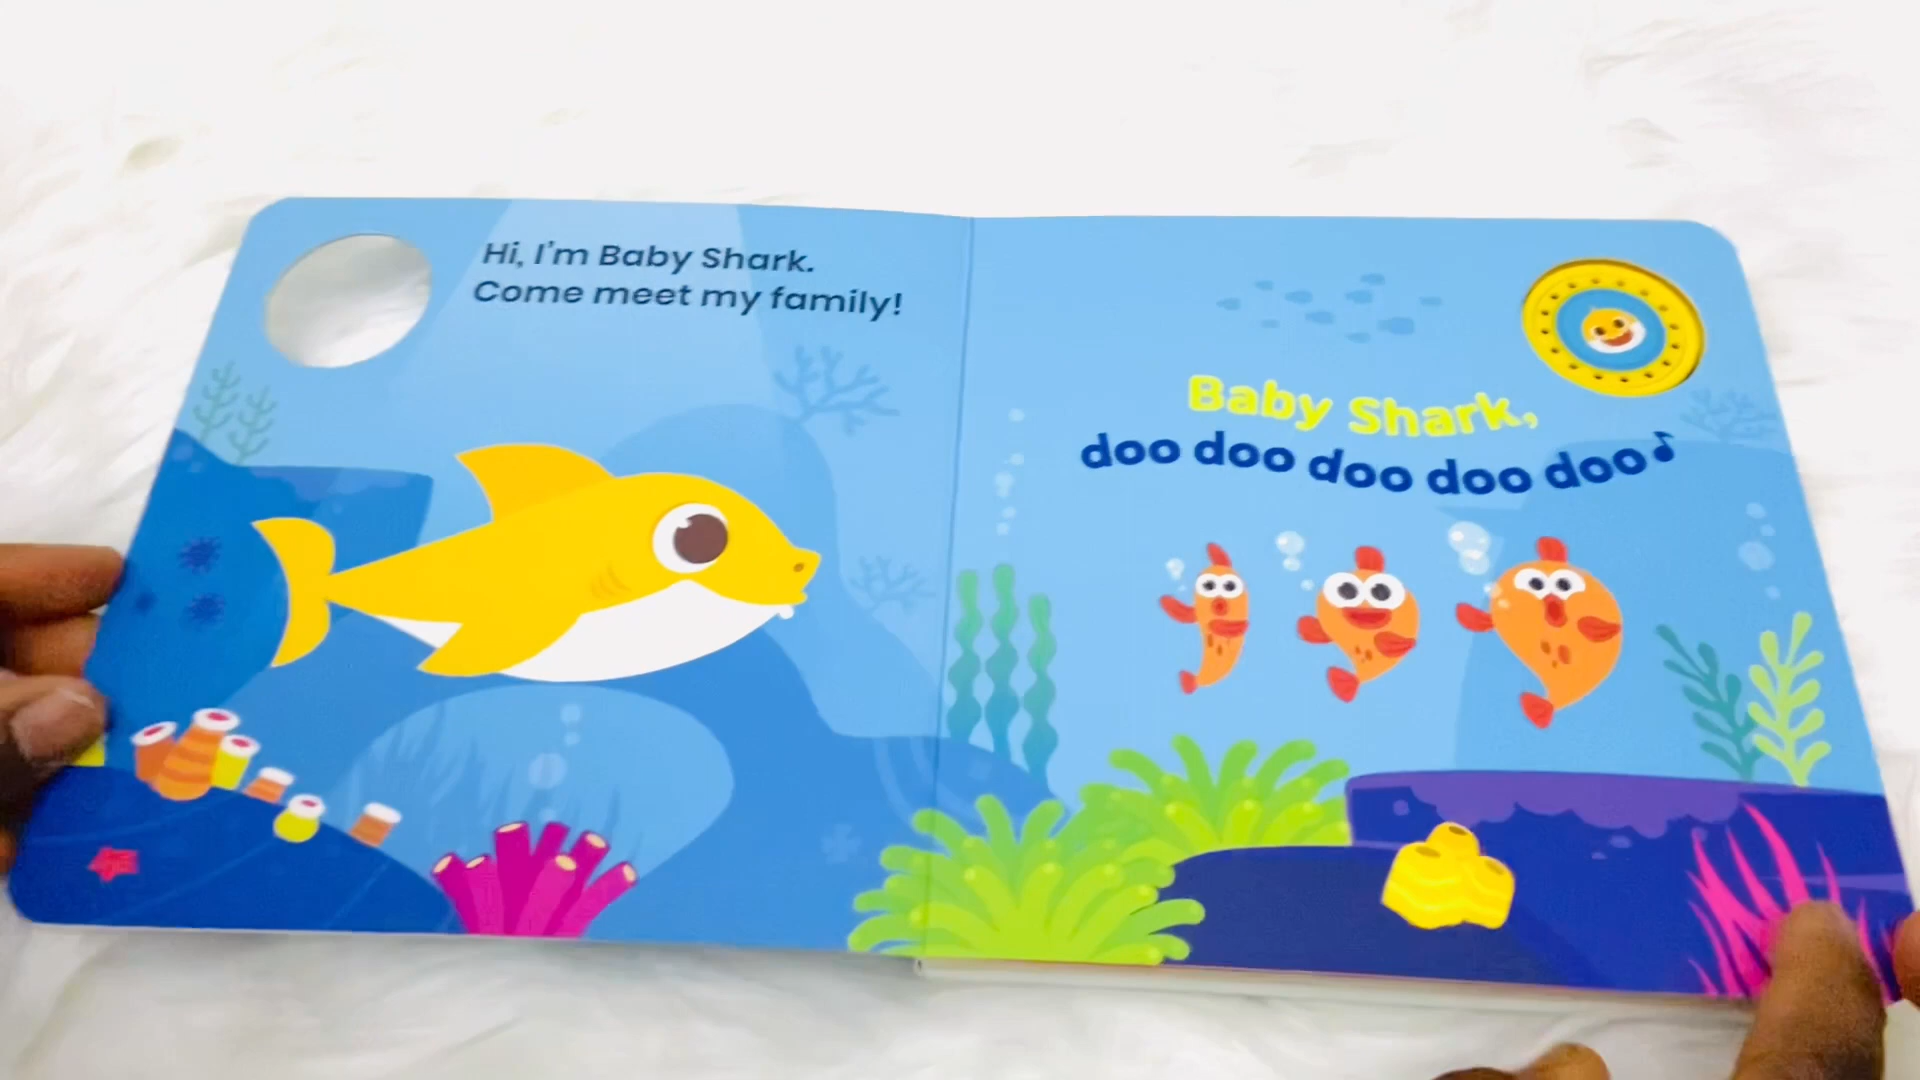 Hi, I'm Baby Shark.
Come meet my family!
Baby Shark,
doo doo doo doo doo♪